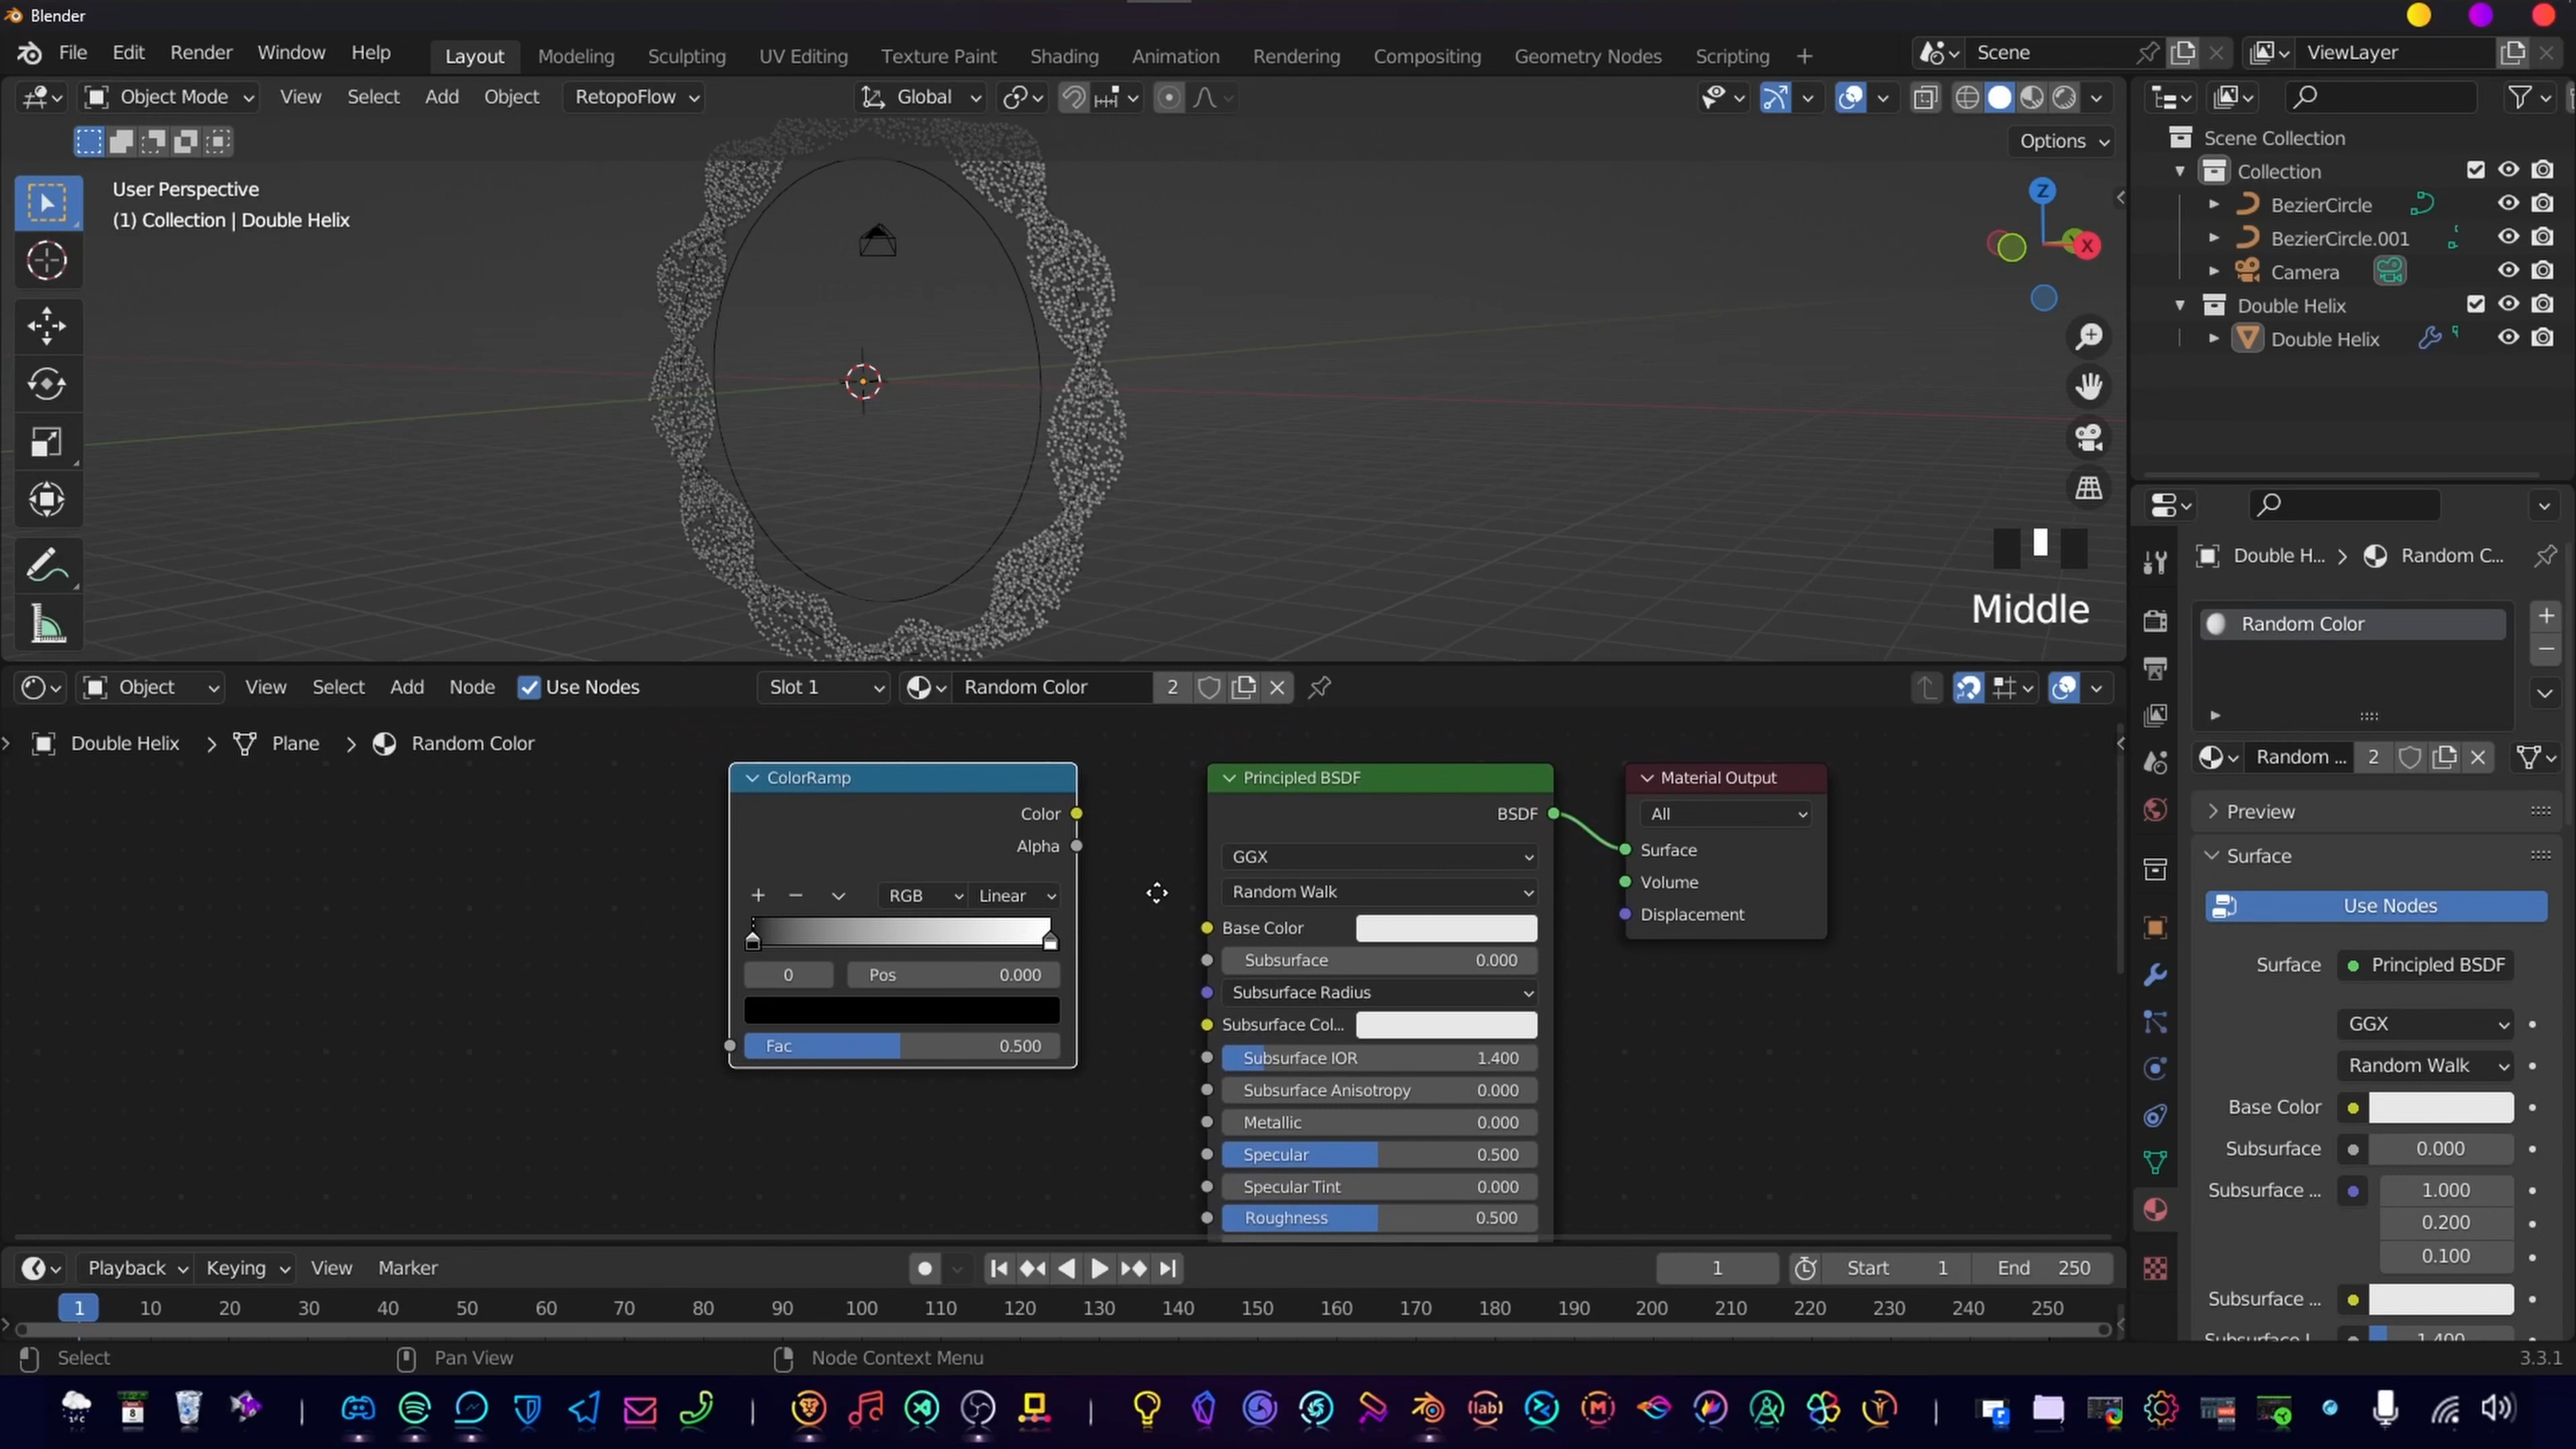 Blender
File Edit Render Window Help Layout Modeling Sculpting UV Editing Texture Paint Shading Animation Rendering Compositing Geometry Nodes Scripting + Scene ViewLayer
Object Mode View Select Add Object RetopoFlow Global
Options
User Perspective
(1) Collection | Double Helix
Z
X
Middle
Scene Collection
Collection
BezierCircle
BezierCircle.001
Camera
Double Helix
Double Helix
Object View Select Add Node Use Nodes Slot 1 Random Color 2
Double Helix > Plane > Random Color
ColorRamp
Color
Alpha
RGB Linear
0 Pos 0.000
Fac 0.500
Principled BSDF
BSDF
GGX
Random Walk
Base Color
Subsurface 0.000
Subsurface Radius
Subsurface Col...
Subsurface IOR 1.400
Subsurface Anisotropy 0.000
Metallic 0.000
Specular 0.500
Specular Tint 0.000
Roughness 0.500
Material Output
All
Surface
Volume
Displacement
Double H... > Random C...
Random Color
Random ... 2
Preview
Surface
Use Nodes
Surface Principled BSDF
GGX
Random Walk
Base Color
Subsurface 0.000
Subsurface ... 1.000
0.200
0.100
Subsurface ...
Playback Keying View Marker 1 Start 1 End 250
1 10 20 30 40 50 60 70 80 90 100 110 120 130 140 150 160 170 180 190 200 210 220 230 240 250
Select Pan View Node Context Menu 3.3.1